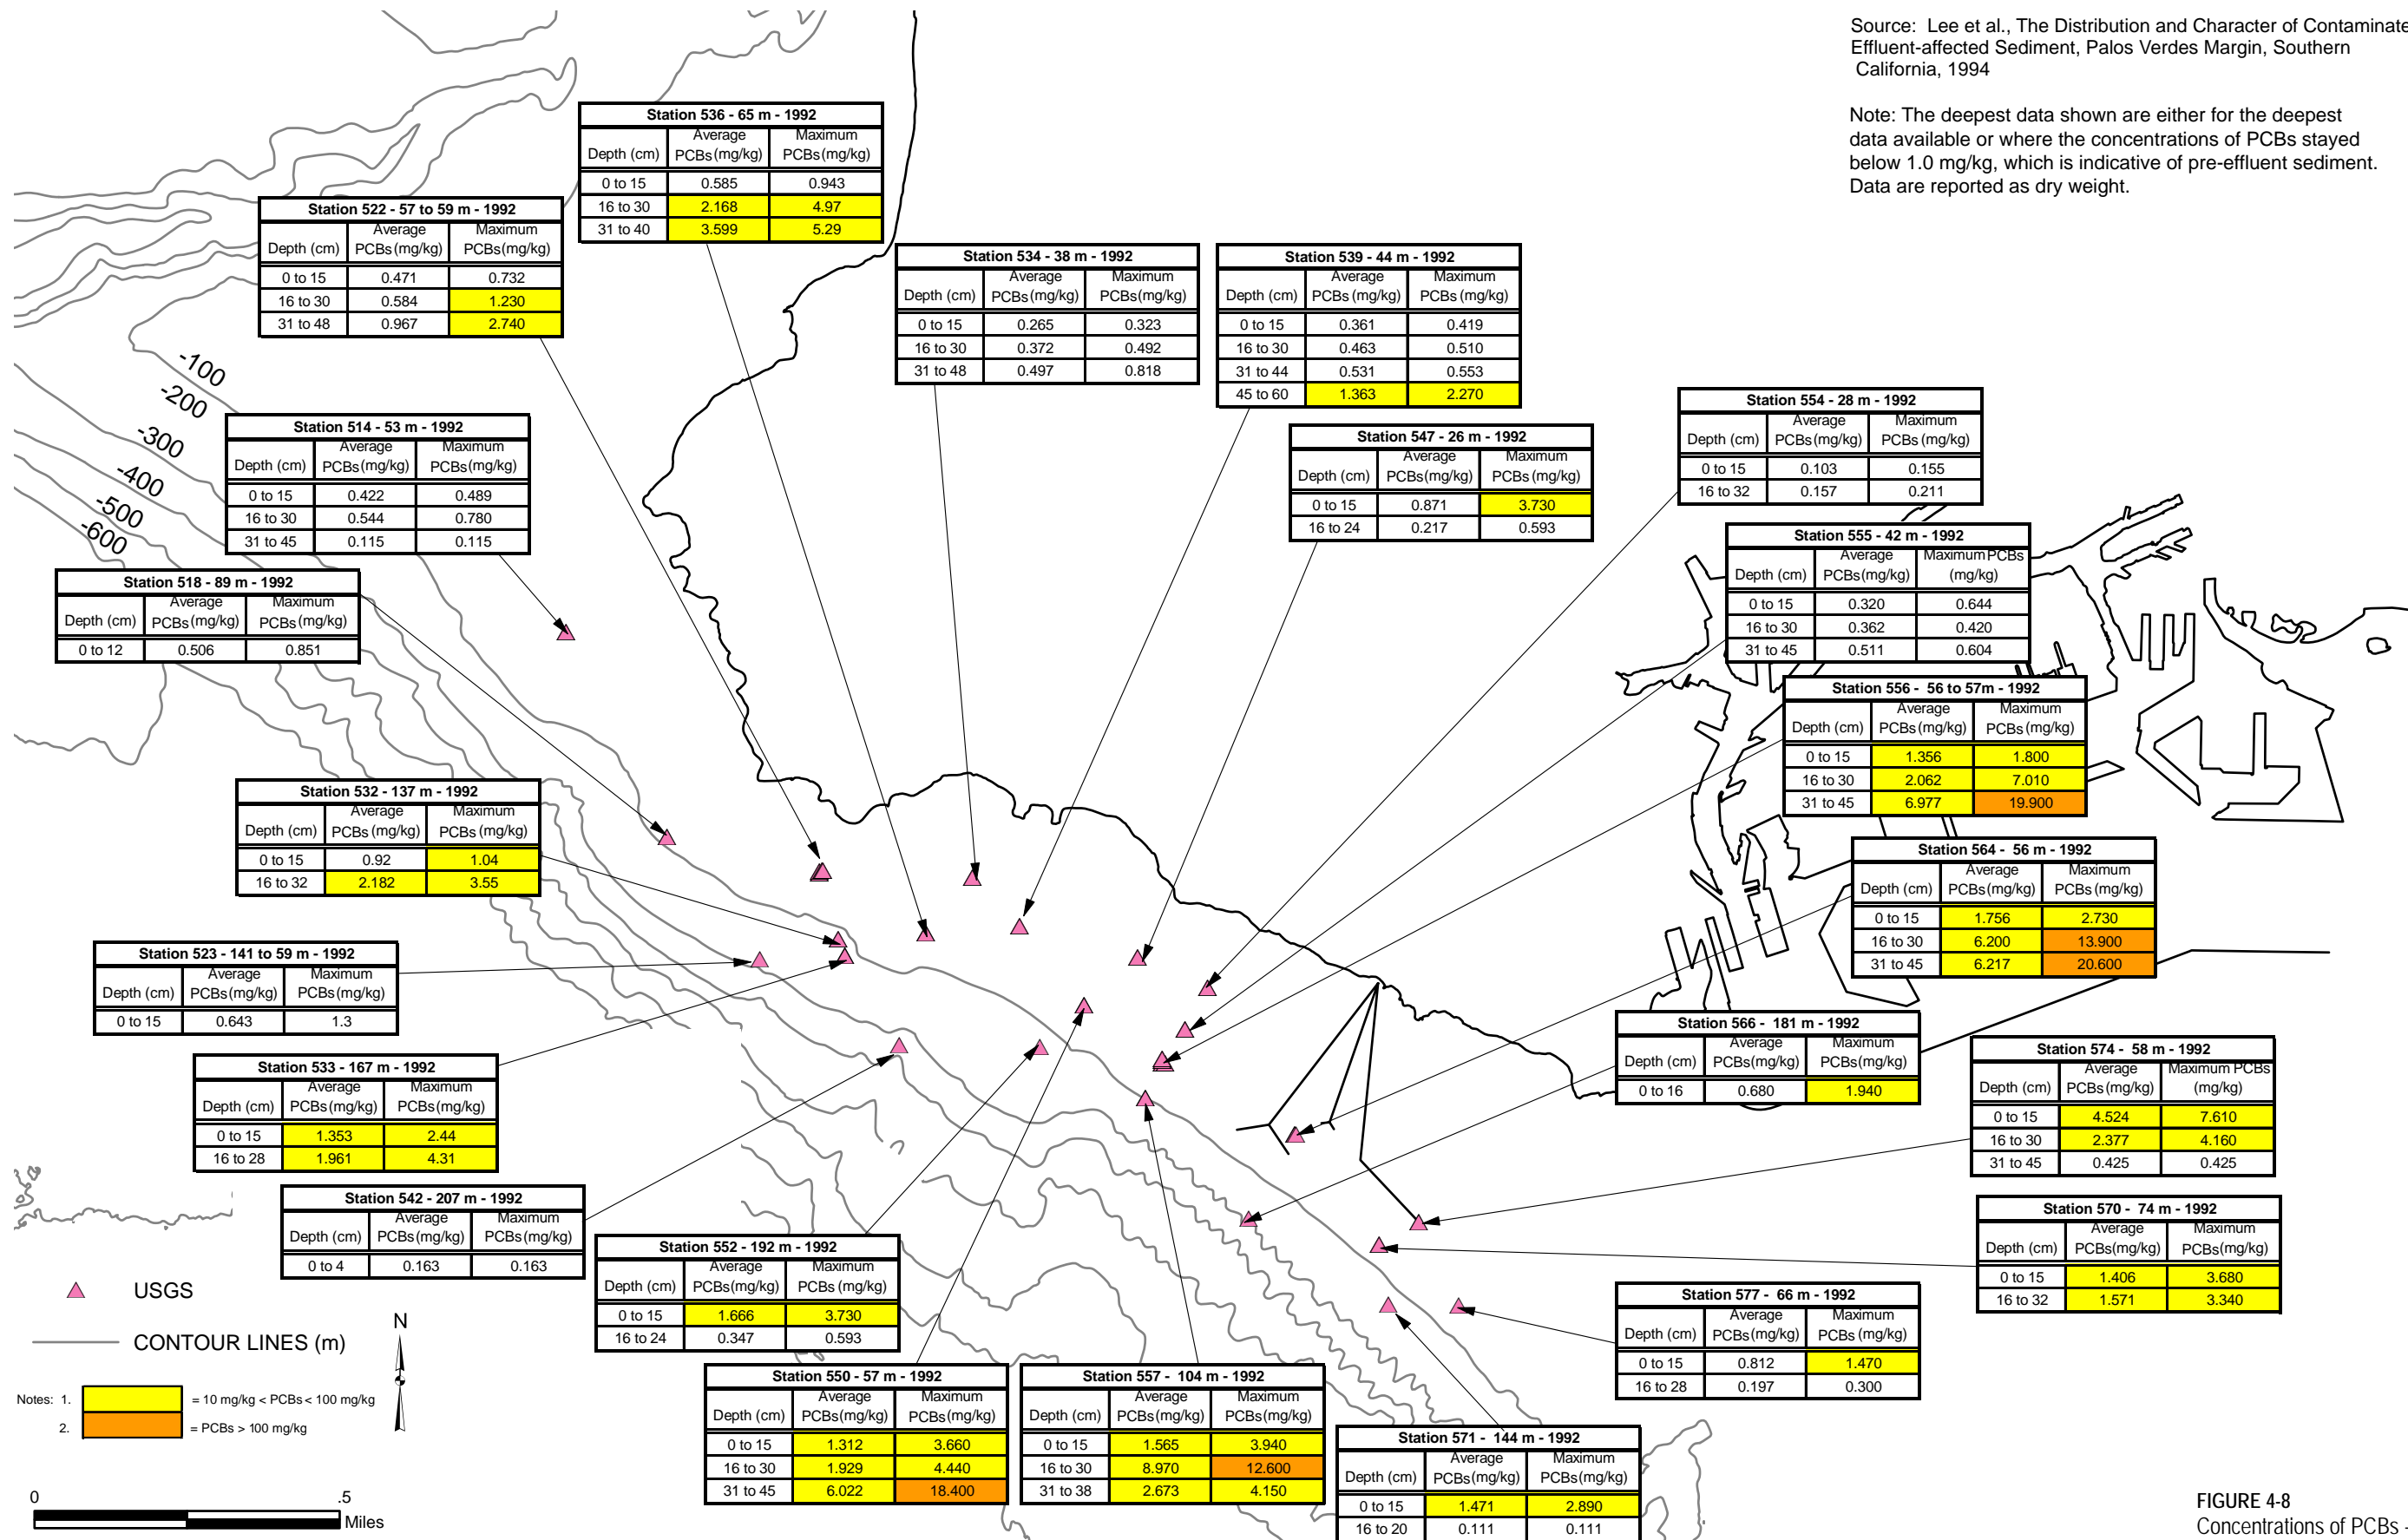 Source: Lee et al., The Distribution and Character of Contaminate
Effluent-affected Sediment, Palos Verdes Margin, Southern
California, 1994
Note: The deepest data shown are either for the deepest
data available or where the concentrations of PCBs stayed
below 1.0 mg/kg, which is indicative of pre-effluent sediment.
Data are reported as dry weight.
Station 536 - 65 m - 1992
Depth (cm) Average PCBs(mg/kg) Maximum PCBs(mg/kg)
0 to 15 0.585 0.943
16 to 30 2.168 4.97
31 to 40 3.599 5.29
Station 522 - 57 to 59 m - 1992
Depth (cm) Average PCBs(mg/kg) Maximum PCBs(mg/kg)
0 to 15 0.471 0.732
16 to 30 0.584 1.230
31 to 48 0.967 2.740
Station 534 - 38 m - 1992
Depth (cm) Average PCBs(mg/kg) Maximum PCBs(mg/kg)
0 to 15 0.265 0.323
16 to 30 0.372 0.492
31 to 48 0.497 0.818
Station 539 - 44 m - 1992
Depth (cm) Average PCBs(mg/kg) Maximum PCBs (mg/kg)
0 to 15 0.361 0.419
16 to 30 0.463 0.510
31 to 44 0.531 0.553
45 to 60 1.363 2.270
-100
-200
-300
-400
-500
-600
Station 514 - 53 m - 1992
Depth (cm) Average PCBs(mg/kg) Maximum PCBs(mg/kg)
0 to 15 0.422 0.489
16 to 30 0.544 0.780
31 to 45 0.115 0.115
Station 547 - 26 m - 1992
Depth (cm) Average PCBs(mg/kg) Maximum PCBs(mg/kg)
0 to 15 0.871 3.730
16 to 24 0.217 0.593
Station 554 - 28 m - 1992
Depth (cm) Average PCBs(mg/kg) Maximum PCBs (mg/kg)
0 to 15 0.103 0.155
16 to 32 0.157 0.211
Station 555 - 42 m - 1992
Depth (cm) Average PCBs(mg/kg) Maximum PCBs (mg/kg)
0 to 15 0.320 0.644
16 to 30 0.362 0.420
31 to 45 0.511 0.604
Station 518 - 89 m - 1992
Depth (cm) Average PCBs(mg/kg) Maximum PCBs (mg/kg)
0 to 12 0.506 0.851
Station 556 - 56 to 57m - 1992
Depth (cm) Average PCBs(mg/kg) Maximum PCBs (mg/kg)
0 to 15 1.356 1.800
16 to 30 2.062 7.010
31 to 45 6.977 19.900
Station 532 - 137 m - 1992
Depth (cm) Average PCBs (mg/kg) Maximum PCBs (mg/kg)
0 to 15 0.92 1.04
16 to 32 2.182 3.55
Station 564 - 56 m - 1992
Depth (cm) Average PCBs(mg/kg) Maximum PCBs(mg/kg)
0 to 15 1.756 2.730
16 to 30 6.200 13.900
31 to 45 6.217 20.600
Station 523 - 141 to 59 m - 1992
Depth (cm) Average PCBs(mg/kg) Maximum PCBs(mg/kg)
0 to 15 0.643 1.3
Station 566 - 181 m - 1992
Depth (cm) Average PCBs(mg/kg) Maximum PCBs(mg/kg)
0 to 16 0.680 1.940
Station 574 - 58 m - 1992
Depth (cm) Average PCBs(mg/kg) Maximum PCBs (mg/kg)
0 to 15 4.524 7.610
16 to 30 2.377 4.160
31 to 45 0.425 0.425
Station 533 - 167 m - 1992
Depth (cm) Average PCBs(mg/kg) Maximum PCBs(mg/kg)
0 to 15 1.353 2.44
16 to 28 1.961 4.31
Station 542 - 207 m - 1992
Depth (cm) Average PCBs(mg/kg) Maximum PCBs(mg/kg)
0 to 4 0.163 0.163
Station 570 - 74 m - 1992
Depth (cm) Average PCBs(mg/kg) Maximum PCBs(mg/kg)
0 to 15 1.406 3.680
16 to 32 1.571 3.340
Station 552 - 192 m - 1992
Depth (cm) Average PCBs(mg/kg) Maximum PCBs (mg/kg)
0 to 15 1.666 3.730
16 to 24 0.347 0.593
Station 577 - 66 m - 1992
Depth (cm) Average PCBs(mg/kg) Maximum PCBs(mg/kg)
0 to 15 0.812 1.470
16 to 28 0.197 0.300
Station 550 - 57 m - 1992
Depth (cm) Average PCBs(mg/kg) Maximum PCBs(mg/kg)
0 to 15 1.312 3.660
16 to 30 1.929 4.440
31 to 45 6.022 18.400
Station 557 - 104 m - 1992
Depth (cm) Average PCBs(mg/kg) Maximum PCBs(mg/kg)
0 to 15 1.565 3.940
16 to 30 8.970 12.600
31 to 38 2.673 4.150
Station 571 - 144 m - 1992
Depth (cm) Average PCBs(mg/kg) Maximum PCBs(mg/kg)
0 to 15 1.471 2.890
16 to 20 0.111 0.111
USGS
CONTOUR LINES (m)
N
Notes: 1. = 10 mg/kg < PCBs < 100 mg/kg
2. = PCBs > 100 mg/kg
0 .5
Miles
FIGURE 4-8
Concentrations of PCBs